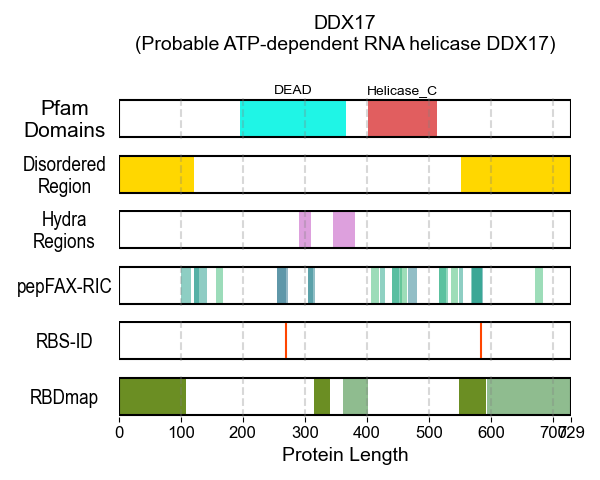 DDX17
(Probable ATP-dependent RNA helicase DDX17)
DEAD
Helicase_C
Pfam
Domains
Disordered
Region
Hydra
Regions
pepFAX-RIC
RBS-ID
RBDmap
0 100 200 300 400 500 600 700 729
Protein Length